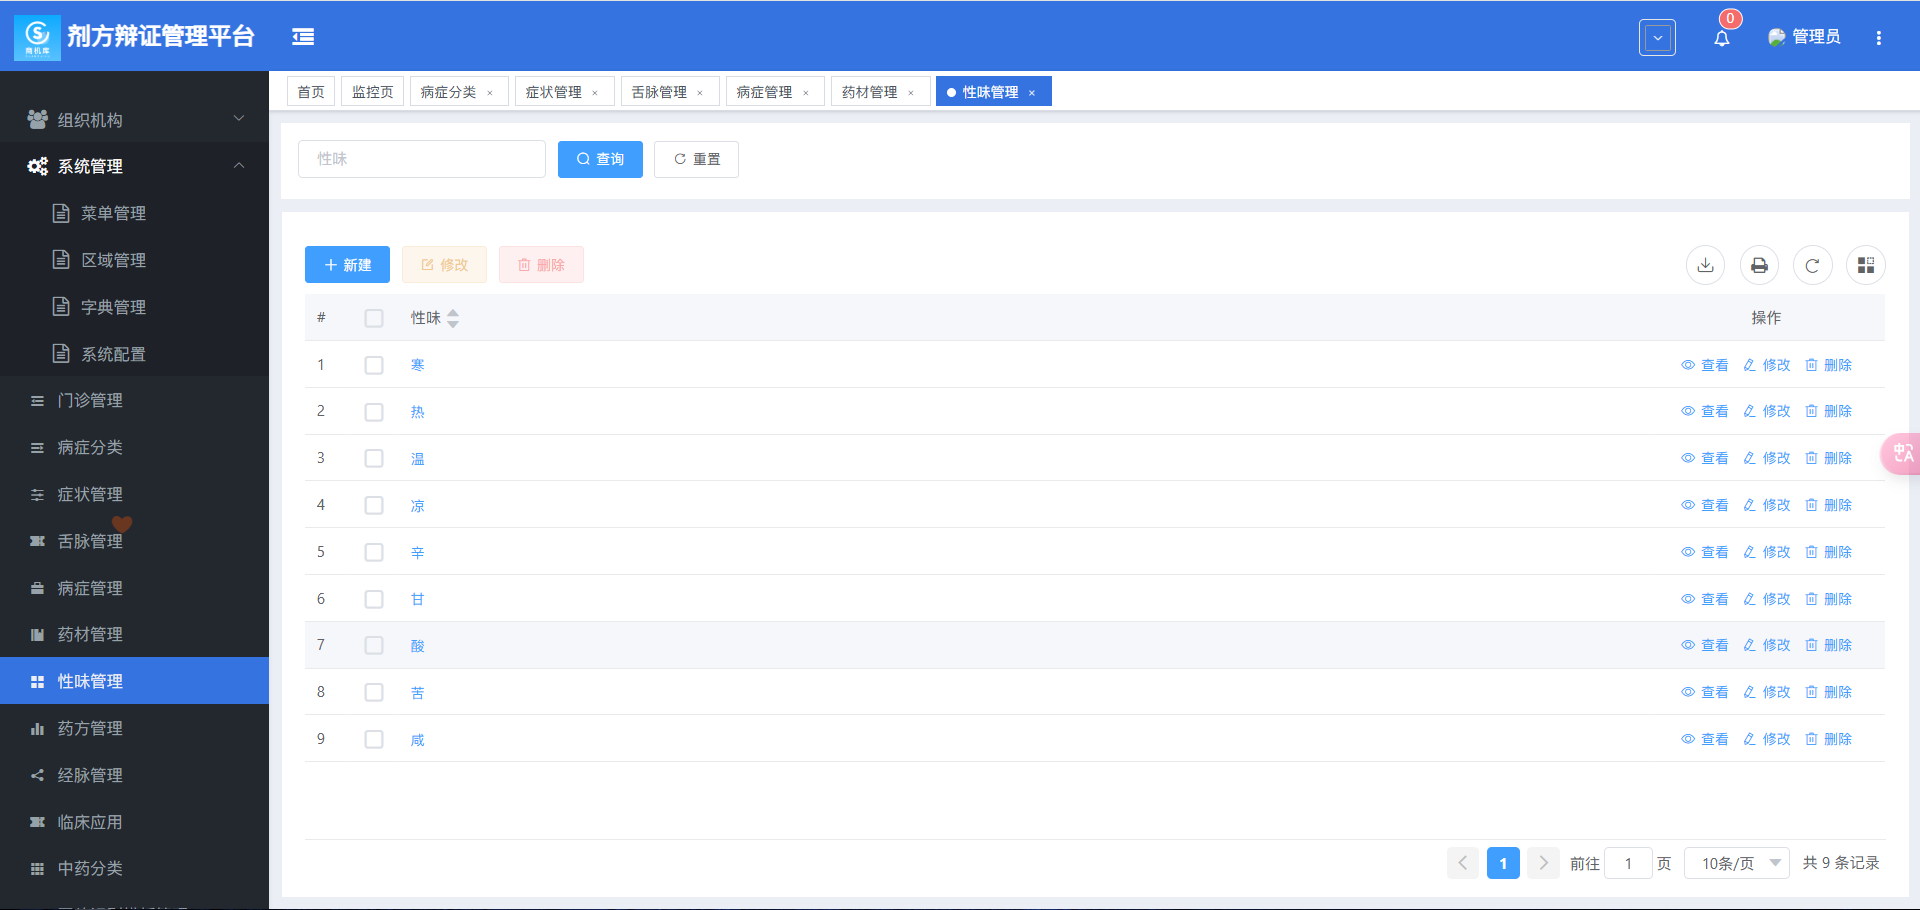 商机库
剂方辩证管理平台
0
管理员
组织机构
系统管理
菜单管理
区域管理
字典管理
系统配置
门诊管理
病症分类
症状管理
舌脉管理
病症管理
药材管理
性味管理
药方管理
经脉管理
临床应用
中药分类
首页 监控页 病症分类 × 症状管理 × 舌脉管理 × 病症管理 × 药材管理 × 性味管理 ×
性味 查询 重置
新建 修改 删除
# 性味 操作
1 寒 查看 修改 删除
2 热 查看 修改 删除
3 温 查看 修改 删除
4 凉 查看 修改 删除
5 辛 查看 修改 删除
6 甘 查看 修改 删除
7 酸 查看 修改 删除
8 苦 查看 修改 删除
9 咸 查看 修改 删除
中A
1 前往 1 页 10条/页 共 9 条记录